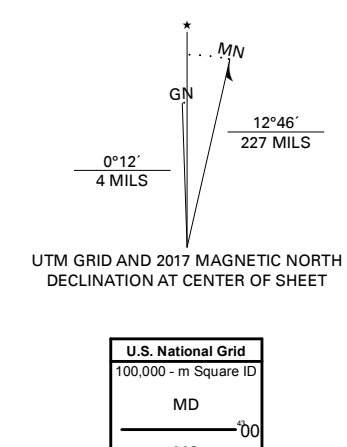 ★
MN
GN
12°46´
227 MILS
0°12´
4 MILS
UTM GRID AND 2017 MAGNETIC NORTH
DECLINATION AT CENTER OF SHEET
U.S. National Grid
100,000 - m Square ID
MD
⁴³00